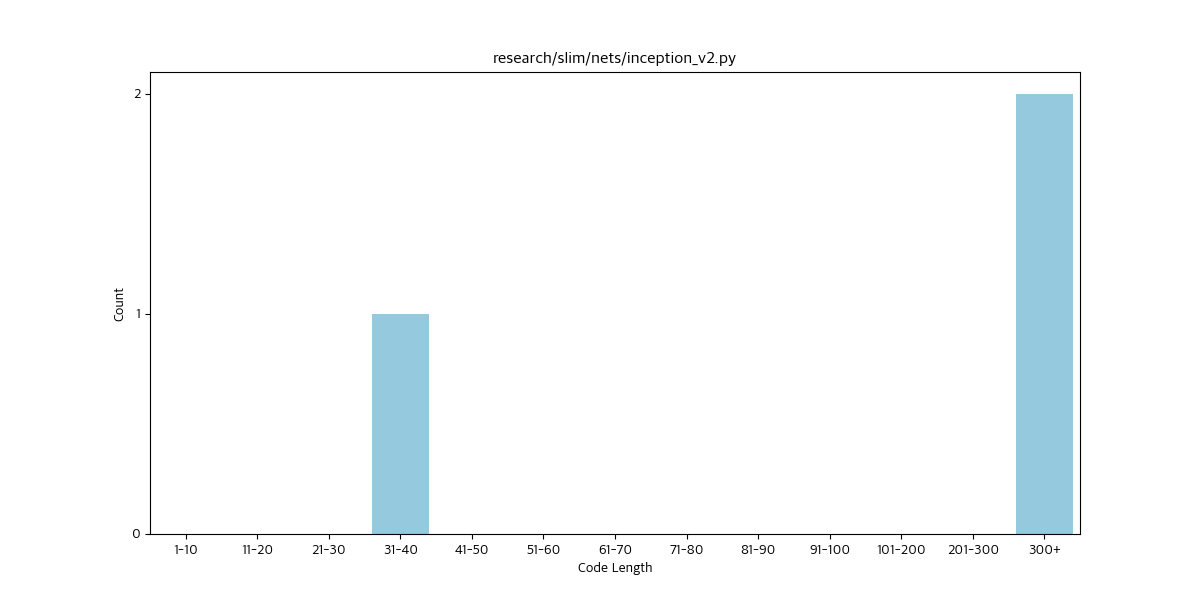 research/slim/nets/inception_v2.py
Count
2
1
0
1-10 11-20 21-30 31-40 41-50 51-60 61-70 71-80 81-90 91-100 101-200 201-300 300+
Code Length